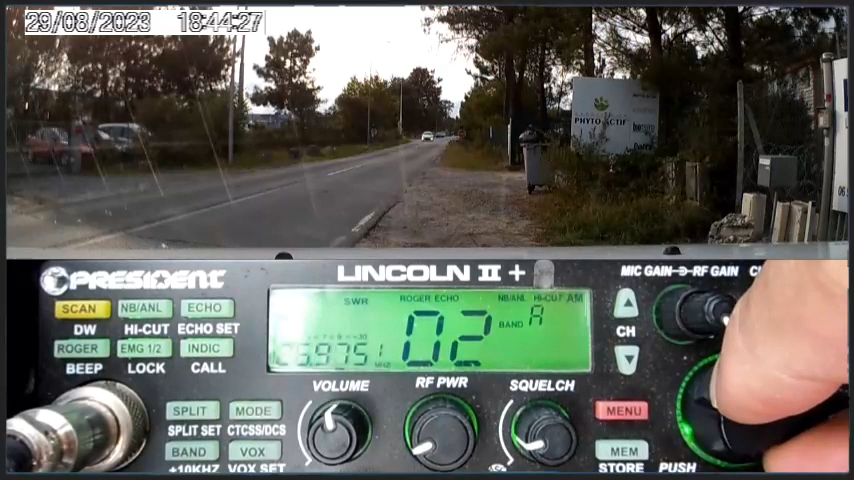 29/08/2023 18:44:27
PHYTO-ACTIF
PRESIDENT
LINCOLN II +
MIC GAIN RF GAIN
SCAN
NB/ANL
ECHO
DW
HI-CUT
ECHO SET
ROGER
EMG 1/2
INDIC
BEEP
LOCK
CALL
SWR
ROGER ECHO
NB/ANL HI-CUT AM
02
BAND A
CH
VOLUME
RF PWR
SQUELCH
SPLIT
MODE
SPLIT SET
CTCSS/DCS
BAND
VOX
+10KHZ
VOX SET
MENU
MEM
STORE
PUSH